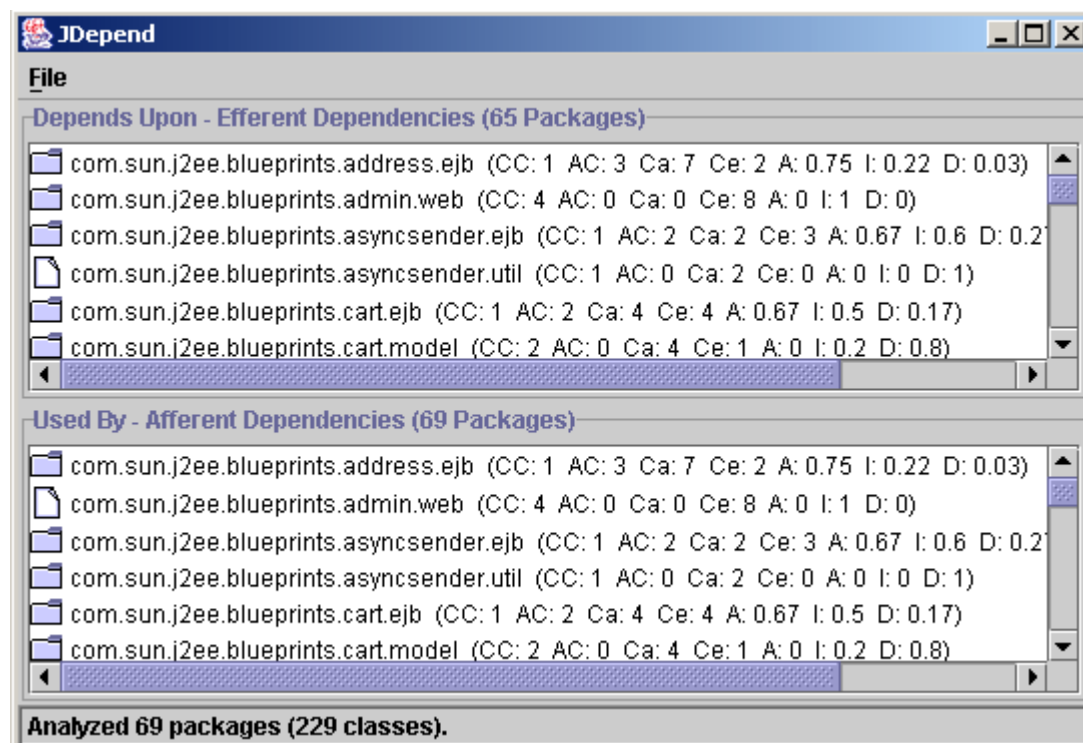 JDepend
File
Depends Upon - Efferent Dependencies (65 Packages)
com.sun.j2ee.blueprints.address.ejb (CC: 1 AC: 3 Ca: 7 Ce: 2 A: 0.75 I: 0.22 D: 0.03)
com.sun.j2ee.blueprints.admin.web (CC: 4 AC: 0 Ca: 0 Ce: 8 A: 0 I: 1 D: 0)
com.sun.j2ee.blueprints.asyncsender.ejb (CC: 1 AC: 2 Ca: 2 Ce: 3 A: 0.67 I: 0.6 D: 0.2
com.sun.j2ee.blueprints.asyncsender.util (CC: 1 AC: 0 Ca: 2 Ce: 0 A: 0 I: 0 D: 1)
com.sun.j2ee.blueprints.cart.ejb (CC: 1 AC: 2 Ca: 4 Ce: 4 A: 0.67 I: 0.5 D: 0.17)
com.sun.j2ee.blueprints.cart.model (CC: 2 AC: 0 Ca: 4 Ce: 1 A: 0 I: 0.2 D: 0.8)
Used By - Afferent Dependencies (69 Packages)
com.sun.j2ee.blueprints.address.ejb (CC: 1 AC: 3 Ca: 7 Ce: 2 A: 0.75 I: 0.22 D: 0.03)
com.sun.j2ee.blueprints.admin.web (CC: 4 AC: 0 Ca: 0 Ce: 8 A: 0 I: 1 D: 0)
com.sun.j2ee.blueprints.asyncsender.ejb (CC: 1 AC: 2 Ca: 2 Ce: 3 A: 0.67 I: 0.6 D: 0.2
com.sun.j2ee.blueprints.asyncsender.util (CC: 1 AC: 0 Ca: 2 Ce: 0 A: 0 I: 0 D: 1)
com.sun.j2ee.blueprints.cart.ejb (CC: 1 AC: 2 Ca: 4 Ce: 4 A: 0.67 I: 0.5 D: 0.17)
com.sun.j2ee.blueprints.cart.model (CC: 2 AC: 0 Ca: 4 Ce: 1 A: 0 I: 0.2 D: 0.8)
Analyzed 69 packages (229 classes).